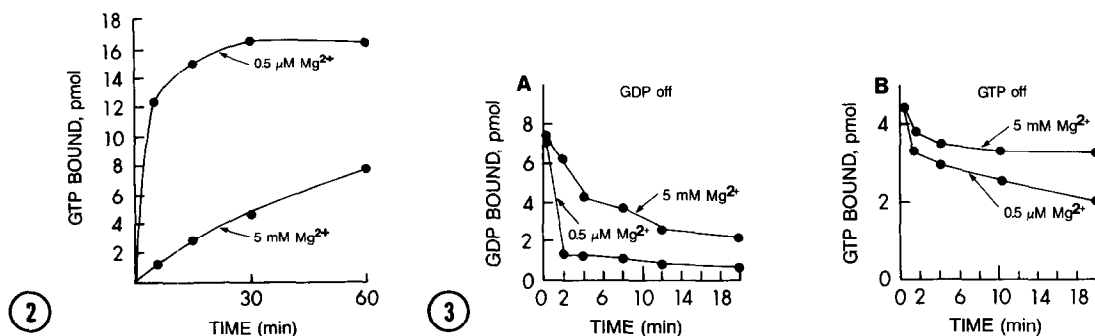 GTP BOUND, pmol
18
16
14
12
10
8
6
4
2
0.5 µM Mg2+
5 mM Mg2+
0
30
60
TIME (min)
2
A
GDP off
GDP BOUND, pmol
8
6
4
2
0
5 mM Mg2+
0.5 µM Mg2+
0 2 6 10 14 18
TIME (min)
3
B
GTP off
GTP BOUND, pmol
4
2
0
5 mM Mg2+
0.5 µM Mg2+
0 2 6 10 14 18
TIME (min)